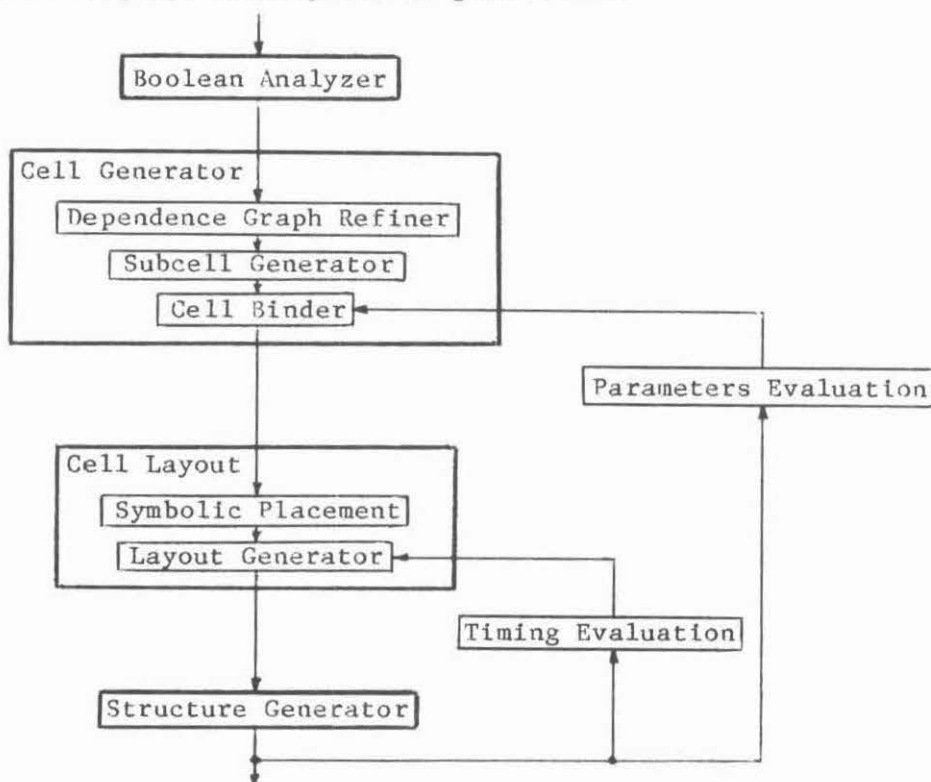 Boolean Analyzer
Cell Generator
Dependence Graph Refiner
Subcell Generator
Cell Binder
Parameters Evaluation
Cell Layout
Symbolic Placement
Layout Generator
Timing Evaluation
Structure Generator